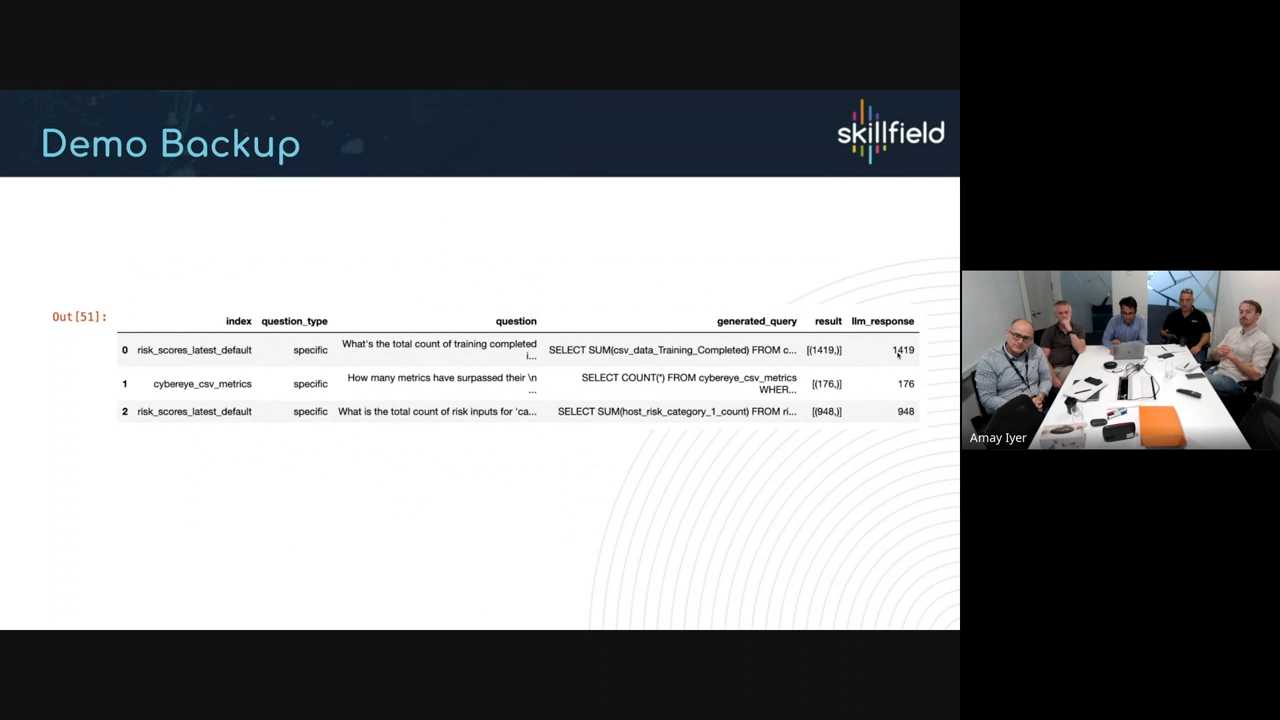 Demo Backup
skillfield
Out[51]:
index question_type question generated_query result llm_response
0 risk_scores_latest_default specific What's the total count of training completed i... SELECT SUM(csv_data_Training_Completed) FROM c... [(1419,)] 1419
1 cybereye_csv_metrics specific How many metrics have surpassed their \n ... SELECT COUNT(*) FROM cybereye_csv_metrics WHER... [(176,)] 176
2 risk_scores_latest_default specific What is the total count of risk inputs for 'ca... SELECT SUM(host_risk_category_1_count) FROM ri... [(948,)] 948
Amay Iyer